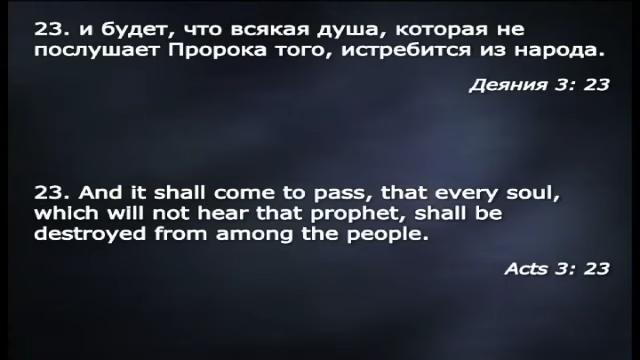 23. и будет, что всякая душа, которая не
послушает Пророка того, истребится из народа.
Деяния 3: 23
23. And it shall come to pass, that every soul,
which will not hear that prophet, shall be
destroyed from among the people.
Acts 3: 23